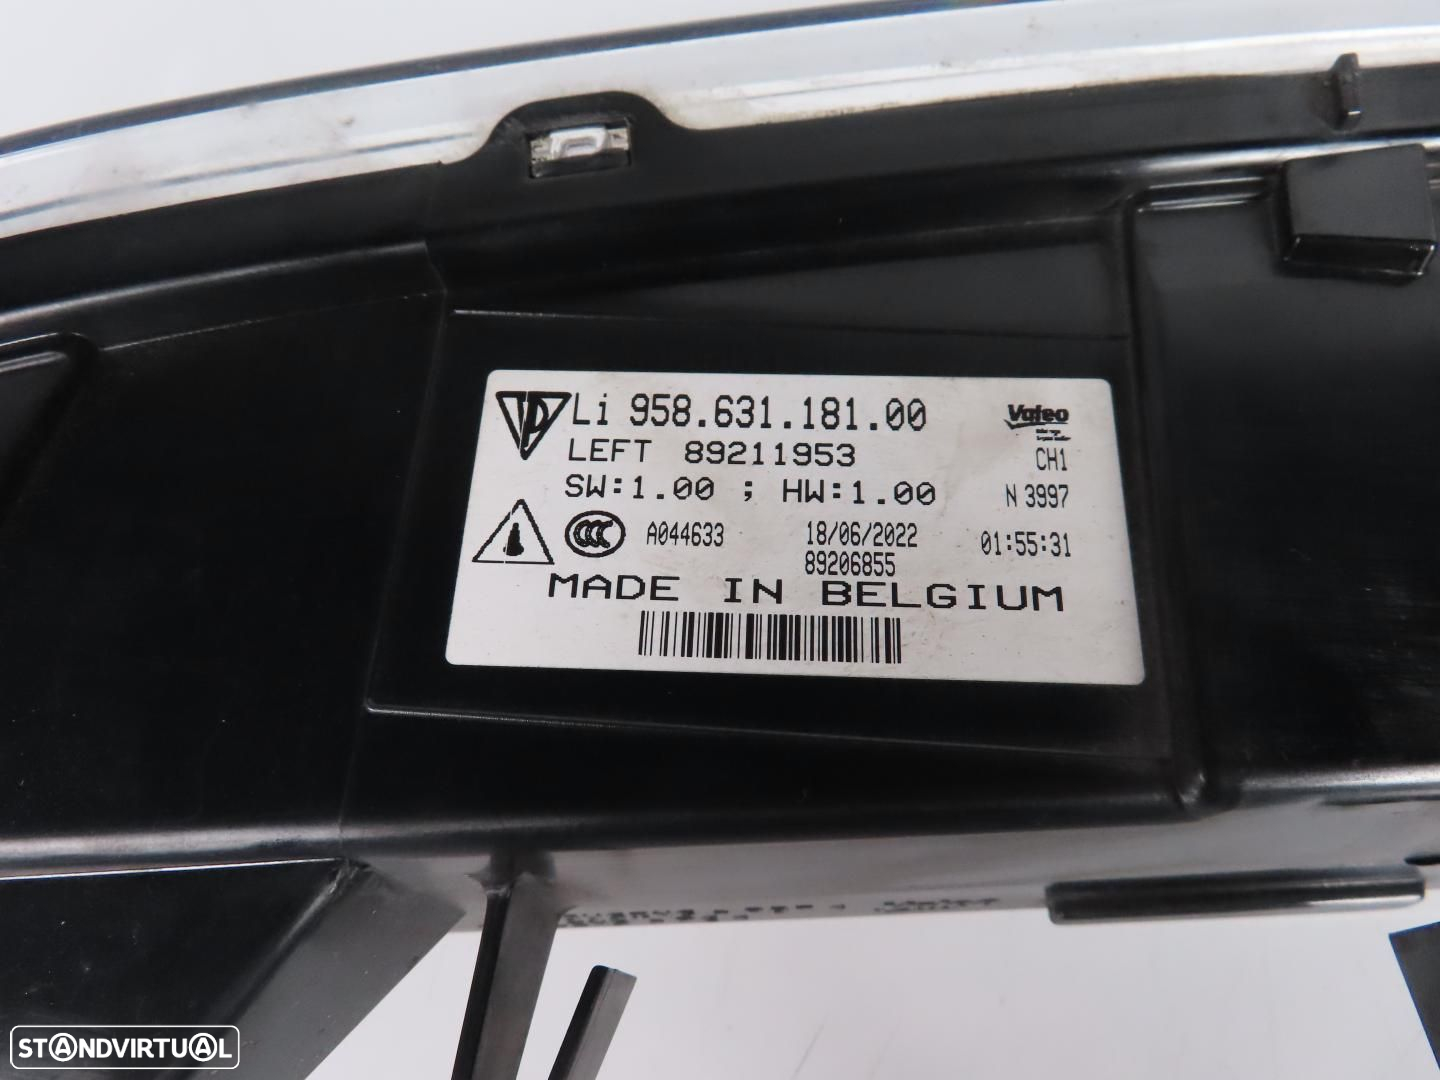 Li 958.631.181.00
Valeo
LEFT 89211953
CH1
SW:1.00 ; HW:1.00
N 3997
A044633
18/06/2022
01:55:31
89206855
MADE IN BELGIUM
STANDVIRTUAL